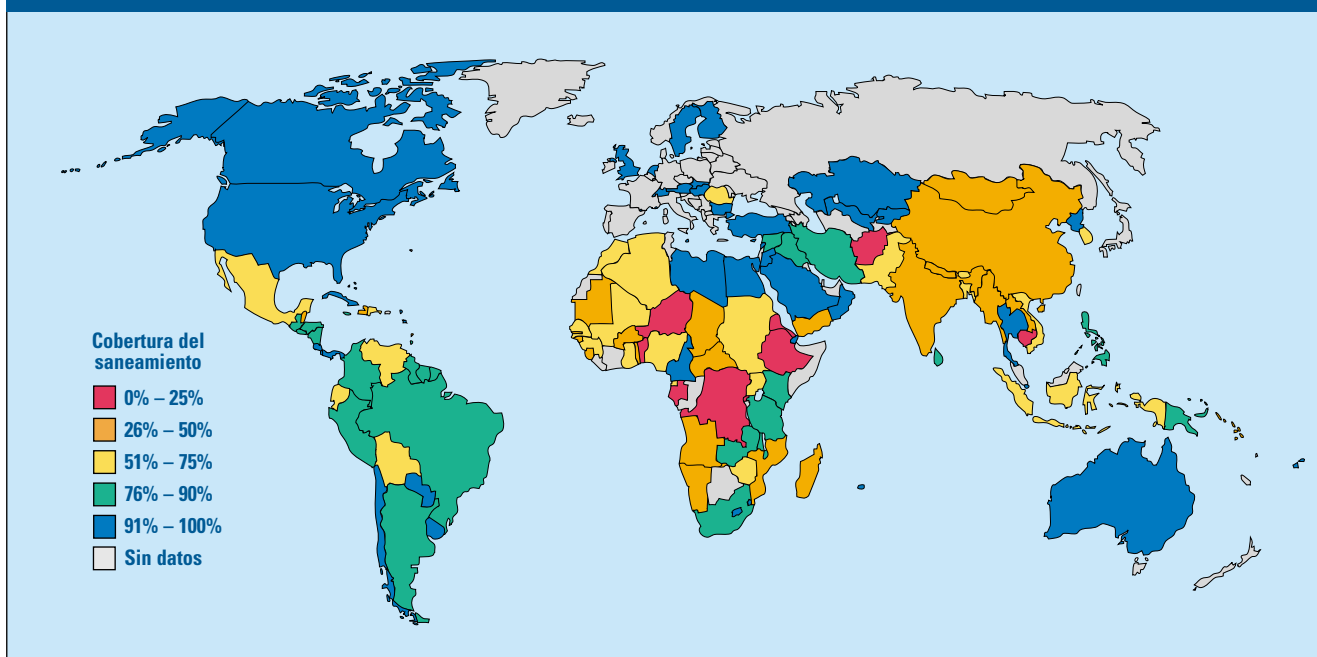 Cobertura del
saneamiento
0% – 25%
26% – 50%
51% – 75%
76% – 90%
91% – 100%
Sin datos